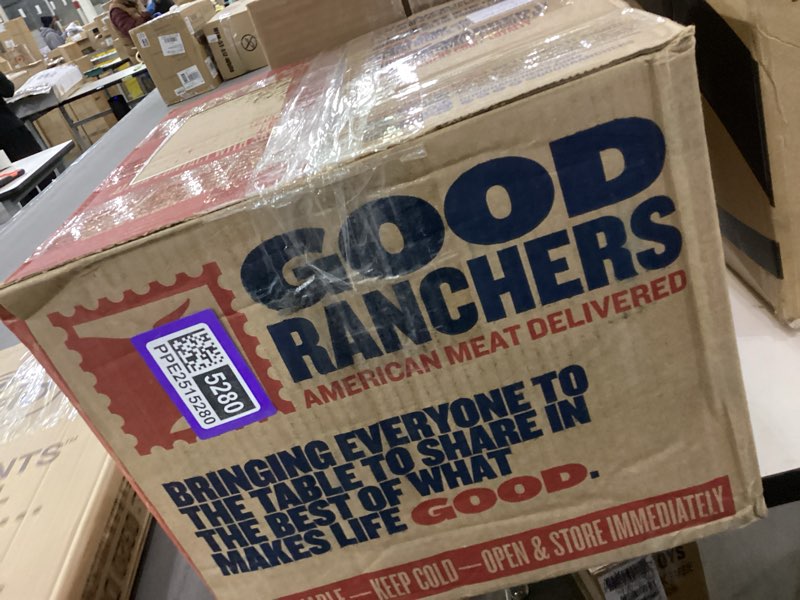 GOOD
RANCHERS
AMERICAN MEAT DELIVERED
5280
PPE2515280
BRINGING EVERYONE TO
THE TABLE TO SHARE IN
THE BEST OF WHAT
MAKES LIFE GOOD.
— KEEP COLD — OPEN & STORE IMMEDIATELY